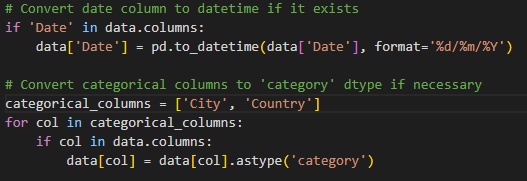 # Convert date column to datetime if it exists
if 'Date' in data.columns:
    data['Date'] = pd.to_datetime(data['Date'], format='%d/%m/%Y')

# Convert categorical columns to 'category' dtype if necessary
categorical_columns = ['City', 'Country']
for col in categorical_columns:
    if col in data.columns:
        data[col] = data[col].astype('category')